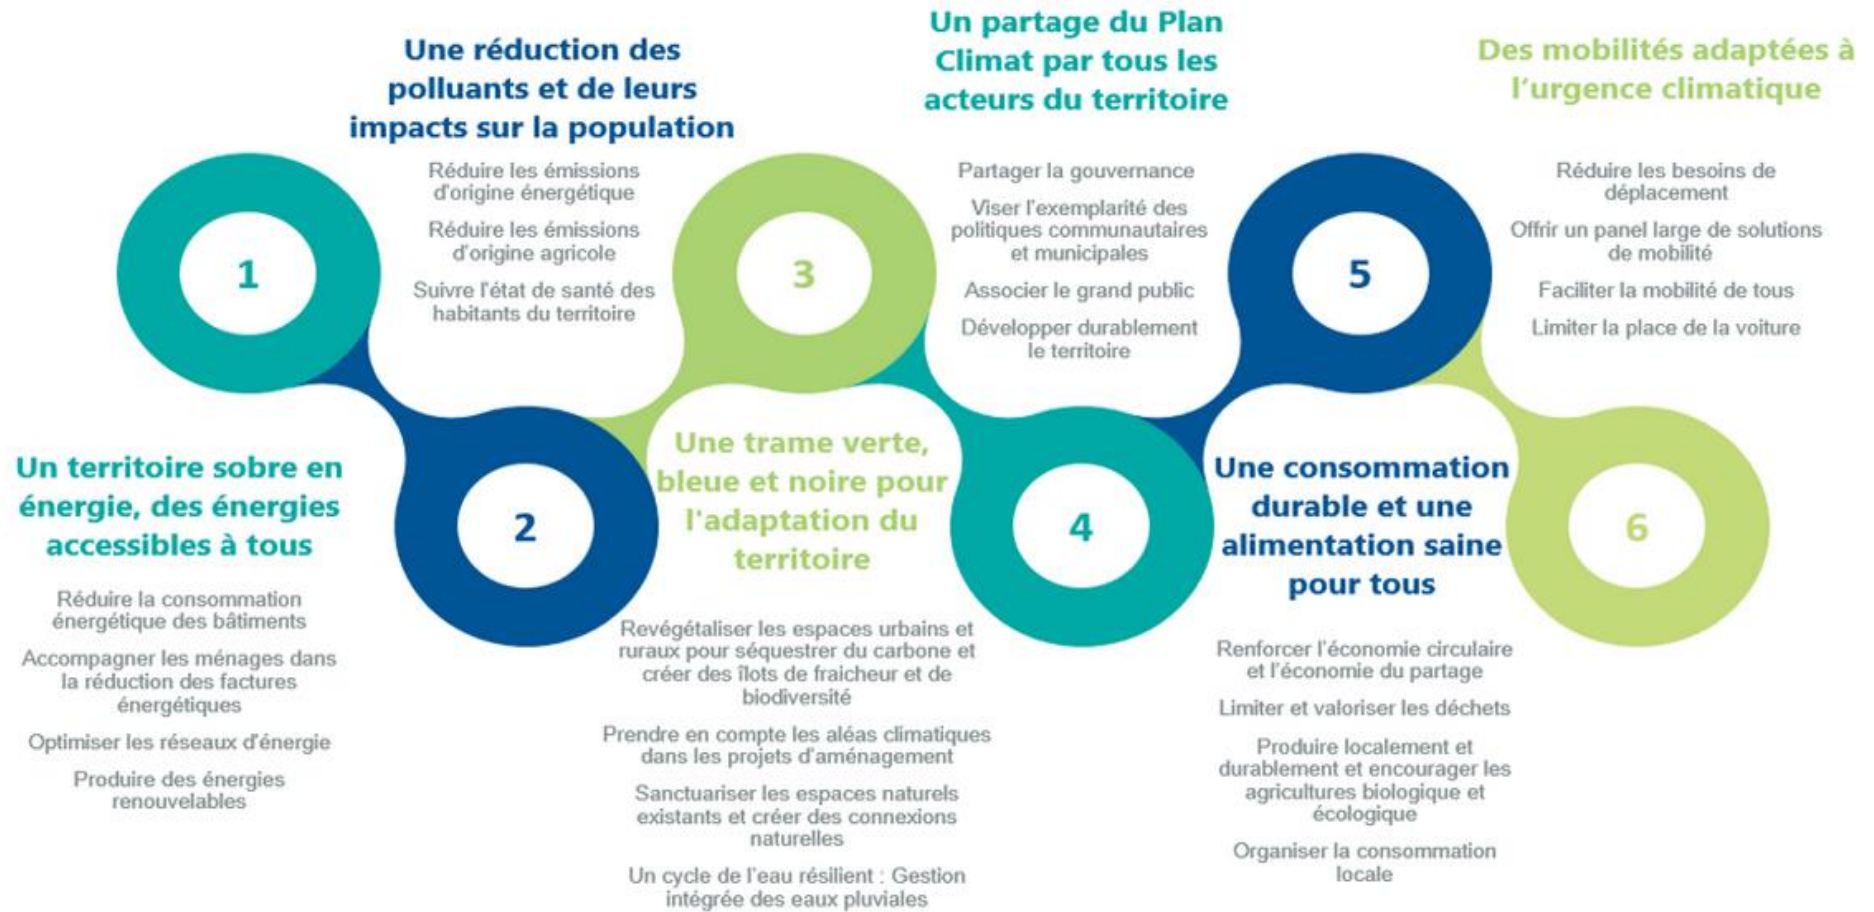 1
Un territoire sobre en
énergie, des énergies
accessibles à tous
Réduire la consommation
énergétique des bâtiments
Accompagner les ménages dans
la réduction des factures
énergétiques
Optimiser les réseaux d'énergie
Produire des énergies
renouvelables
Une réduction des
polluants et de leurs
impacts sur la population
Réduire les émissions
d'origine énergétique
Réduire les émissions
d'origine agricole
Suivre l'état de santé des
habitants du territoire
2
3
Une trame verte,
bleue et noire pour
l'adaptation du
territoire
Revégétaliser les espaces urbains et
ruraux pour séquestrer du carbone et
créer des îlots de fraicheur et de
biodiversité
Prendre en compte les aléas climatiques
dans les projets d'aménagement
Sanctuariser les espaces naturels
existants et créer des connexions
naturelles
Un cycle de l'eau résilient : Gestion
intégrée des eaux pluviales
Un partage du Plan
Climat par tous les
acteurs du territoire
Partager la gouvernance
Viser l'exemplarité des
politiques communautaires
et municipales
Associer le grand public
Développer durablement
le territoire
4
5
Une consommation
durable et une
alimentation saine
pour tous
Renforcer l'économie circulaire
et l'économie du partage
Limiter et valoriser les déchets
Produire localement et
durablement et encourager les
agricultures biologique et
écologique
Organiser la consommation
locale
Des mobilités adaptées à
l'urgence climatique
Réduire les besoins de
déplacement
Offrir un panel large de solutions
de mobilité
Faciliter la mobilité de tous
Limiter la place de la voiture
6